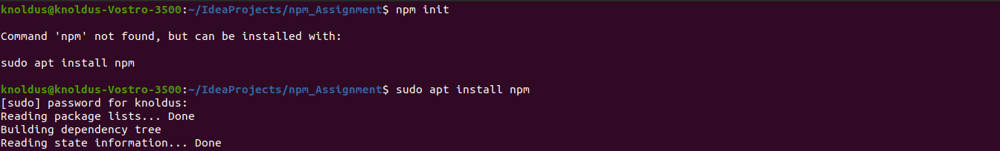 knoldus@knoldus-Vostro-3500:~/IdeaProjects/npm_Assignment$ npm init
Command 'npm' not found, but can be installed with:
sudo apt install npm
knoldus@knoldus-Vostro-3500:~/IdeaProjects/npm_Assignment$ sudo apt install npm
[sudo] password for knoldus:
Reading package lists... Done
Building dependency tree
Reading state information... Done